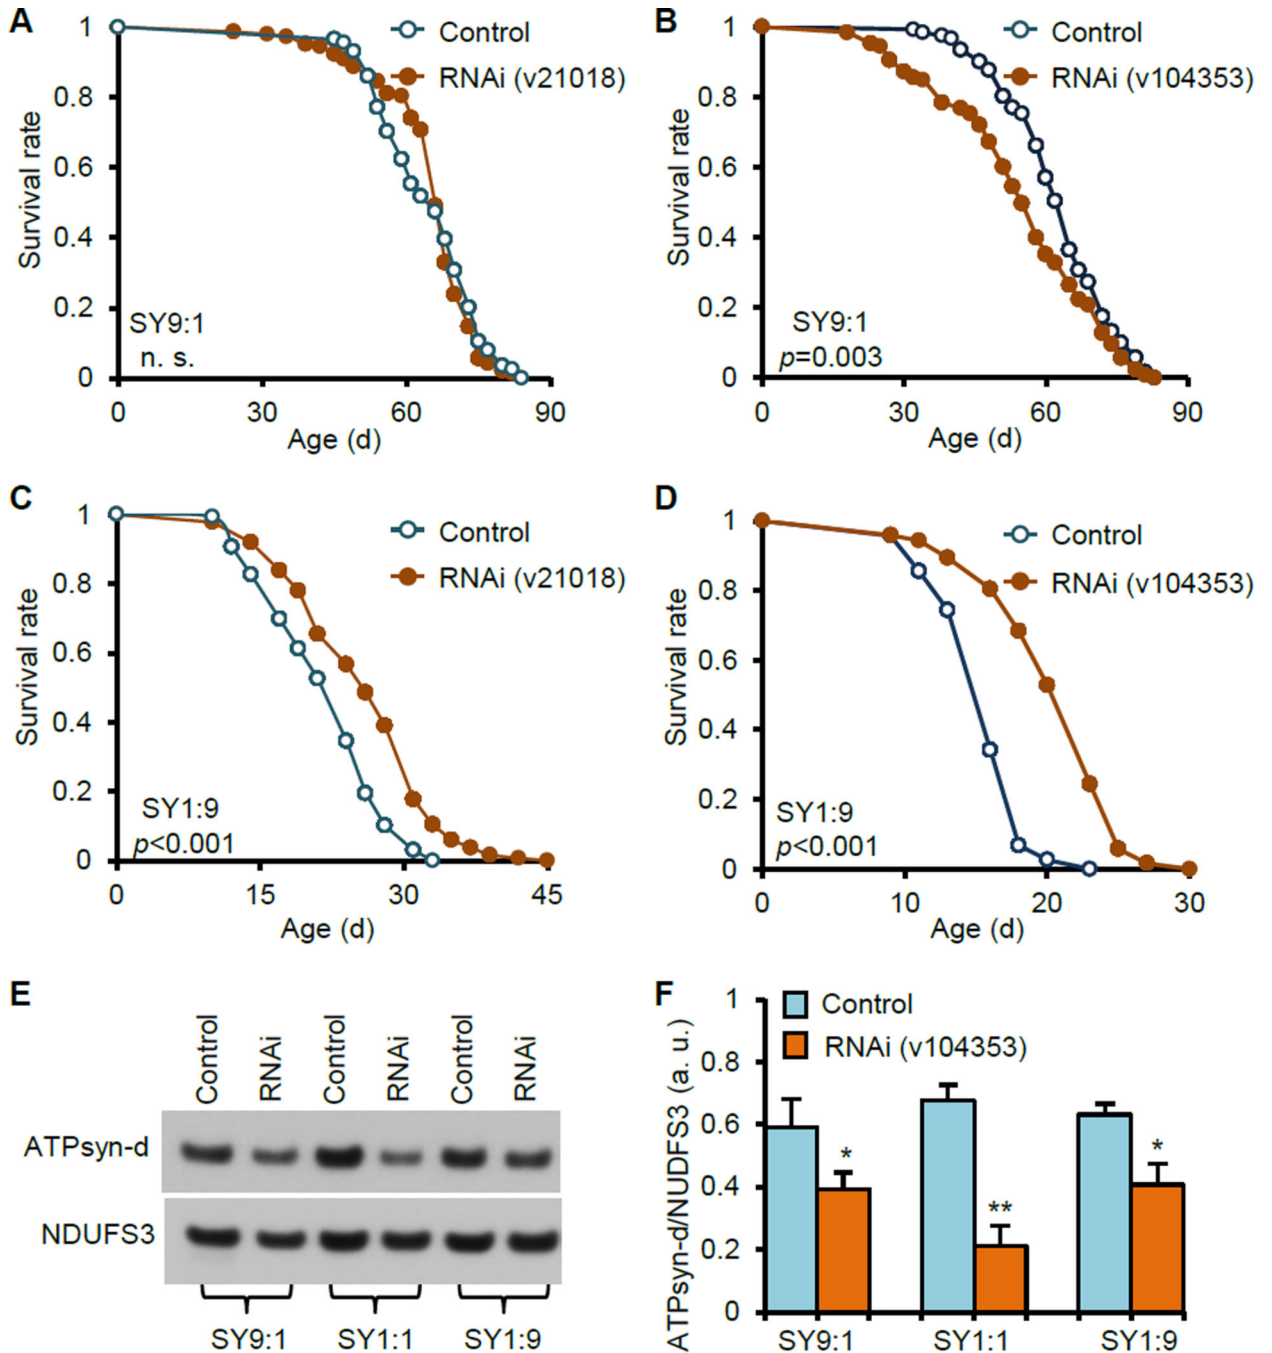 A
1
0.8
0.6
0.4
0.2
0
Survival rate
Control
RNAi (v21018)
SY9:1
n. s.
0 30 60 90
Age (d)
B
1
0.8
0.6
0.4
0.2
0
Survival rate
Control
RNAi (v104353)
SY9:1
p=0.003
0 30 60 90
Age (d)
C
1
0.8
0.6
0.4
0.2
0
Survival rate
Control
RNAi (v21018)
SY1:9
p<0.001
0 15 30 45
Age (d)
D
1
0.8
0.6
0.4
0.2
0
Survival rate
Control
RNAi (v104353)
SY1:9
p<0.001
0 10 20 30
Age (d)
E
Control RNAi Control RNAi Control RNAi
ATPsyn-d
NDUFS3
SY9:1 SY1:1 SY1:9
F
1
0.8
0.6
0.4
0.2
0
ATPsyn-d/NUDFS3 (a. u.)
Control
RNAi (v104353)
* ** *
SY9:1 SY1:1 SY1:9